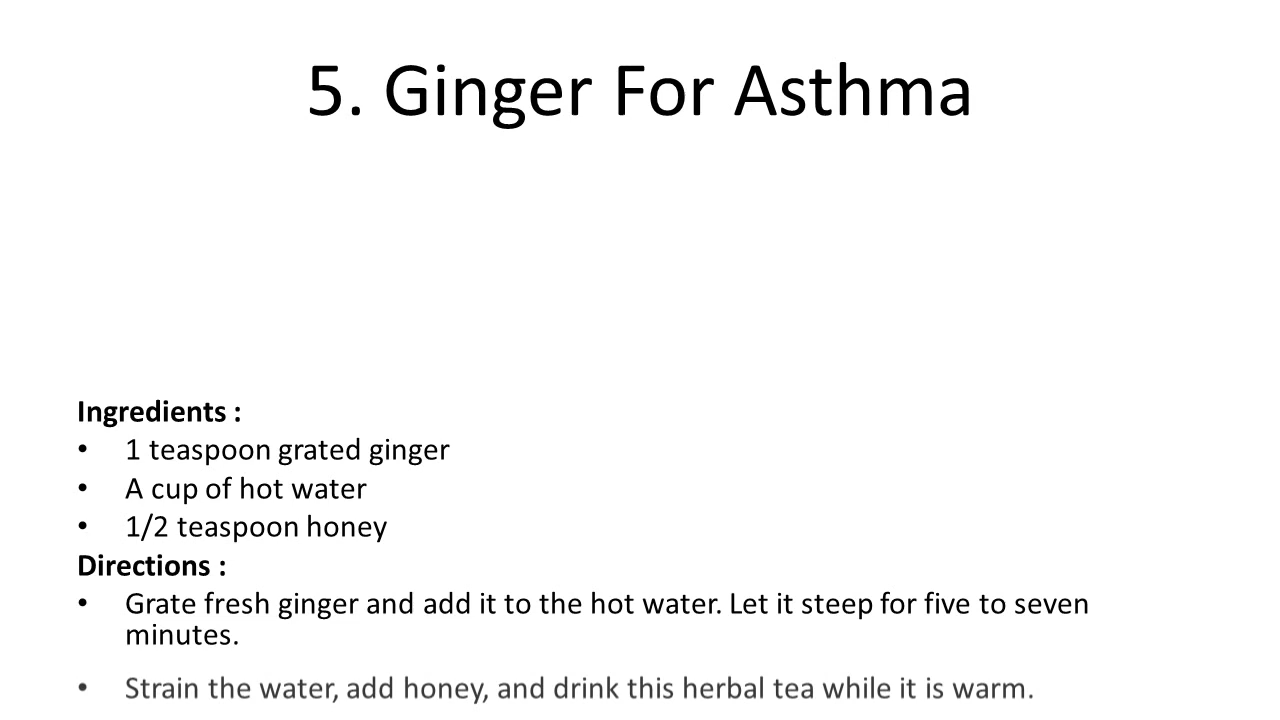 5. Ginger For Asthma
Ingredients :
• 1 teaspoon grated ginger
• A cup of hot water
• 1/2 teaspoon honey
Directions :
• Grate fresh ginger and add it to the hot water. Let it steep for five to seven
minutes.
• Strain the water, add honey, and drink this herbal tea while it is warm.